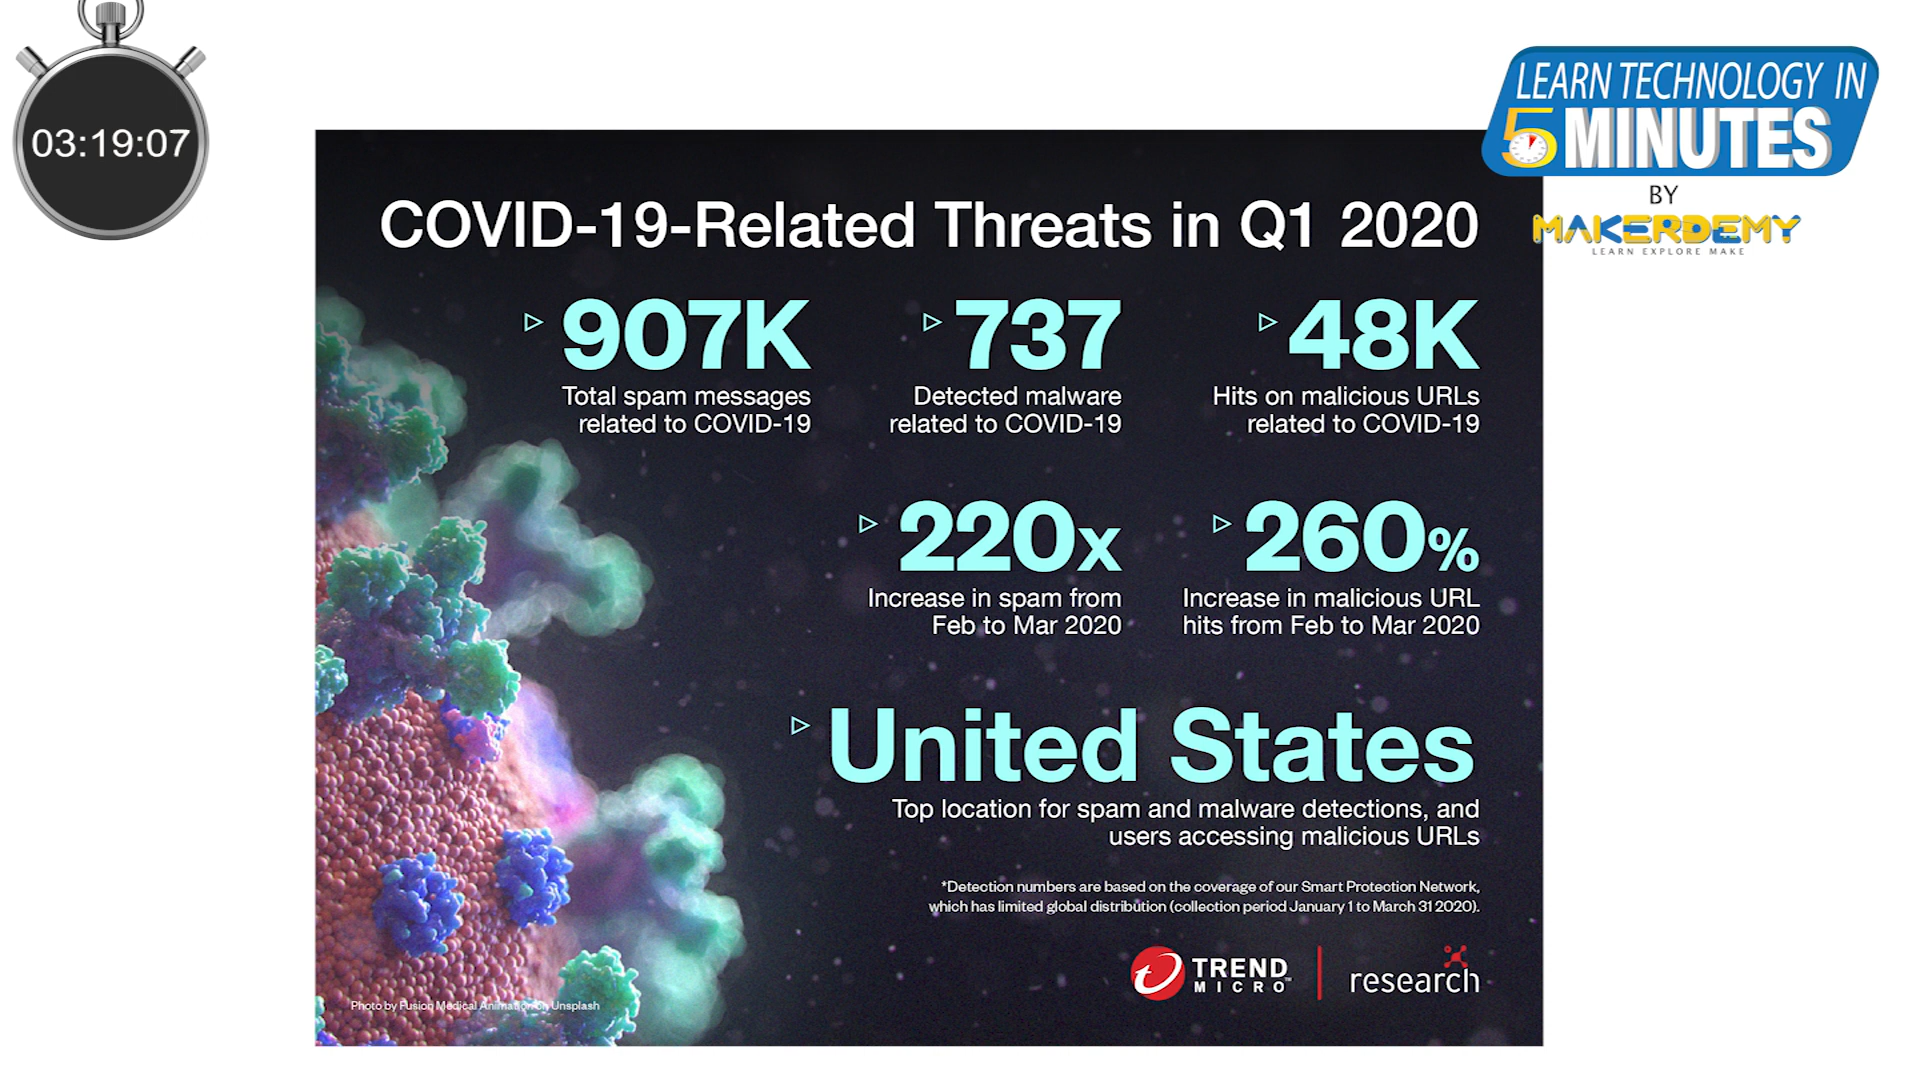 03:19:07
LEARN TECHNOLOGY IN
5 MINUTES
BY
MAKERDEMY
LEARN EXPLORE MAKE
COVID-19-Related Threats in Q1 2020
907K
Total spam messages
related to COVID-19
737
Detected malware
related to COVID-19
48K
Hits on malicious URLs
related to COVID-19
220x
Increase in spam from
Feb to Mar 2020
260%
Increase in malicious URL
hits from Feb to Mar 2020
United States
Top location for spam and malware detections, and
users accessing malicious URLs
*Detection numbers are based on the coverage of our Smart Protection Network,
which has limited global distribution (collection period January 1 to March 31 2020).
TREND
MICRO™
research
Photo by Fusion Medical Animation on Unsplash